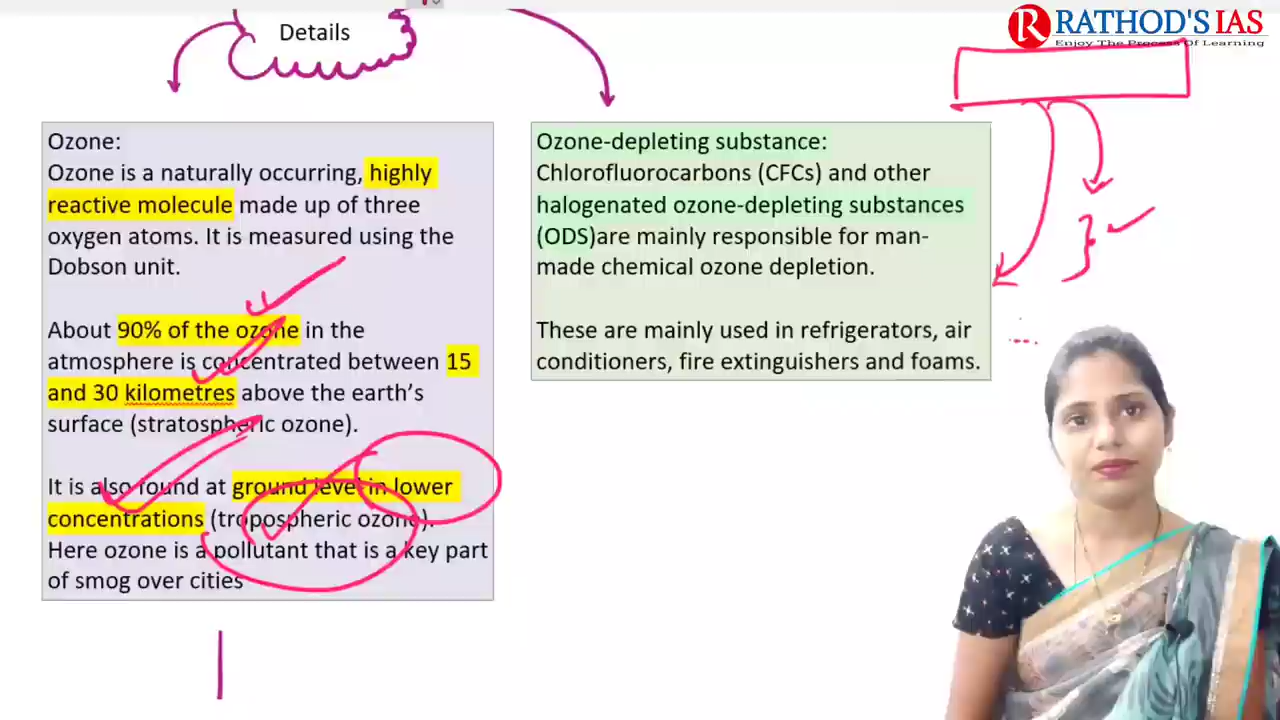 Details
RATHOD'S IAS
Enjoy The Process Of Learning
Ozone:
Ozone is a naturally occurring, highly
reactive molecule made up of three
oxygen atoms. It is measured using the
Dobson unit.
About 90% of the ozone in the
atmosphere is concentrated between 15
and 30 kilometres above the earth's
surface (stratospheric ozone).
It is also found at ground level in lower
concentrations (tropospheric ozone).
Here ozone is a pollutant that is a key part
of smog over cities
Ozone-depleting substance:
Chlorofluorocarbons (CFCs) and other
halogenated ozone-depleting substances
(ODS)are mainly responsible for man-
made chemical ozone depletion.
These are mainly used in refrigerators, air
conditioners, fire extinguishers and foams.